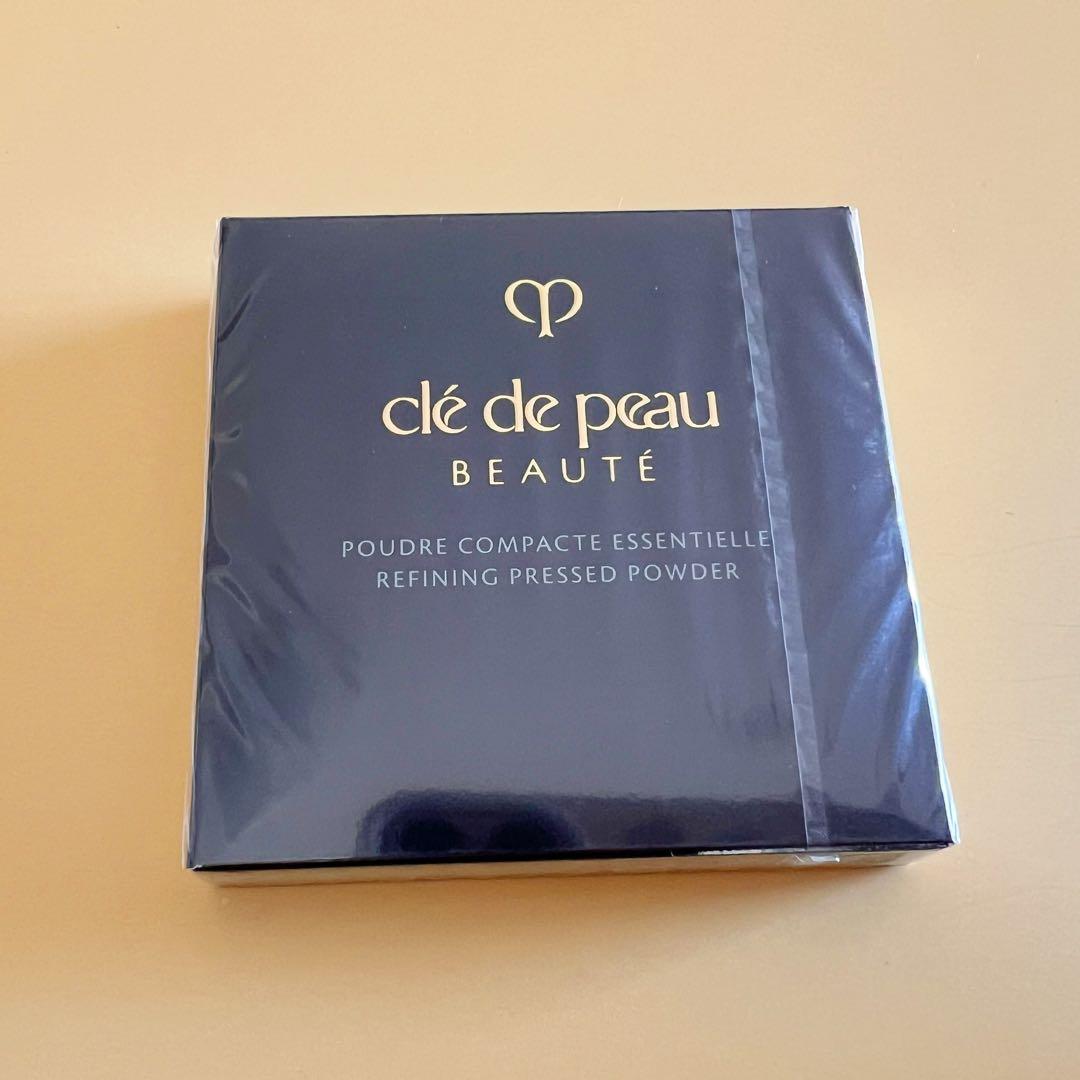 clé de peau
BEAUTÉ
POUDRE COMPACTE ESSENTIELLE
REFINING PRESSED POWDER